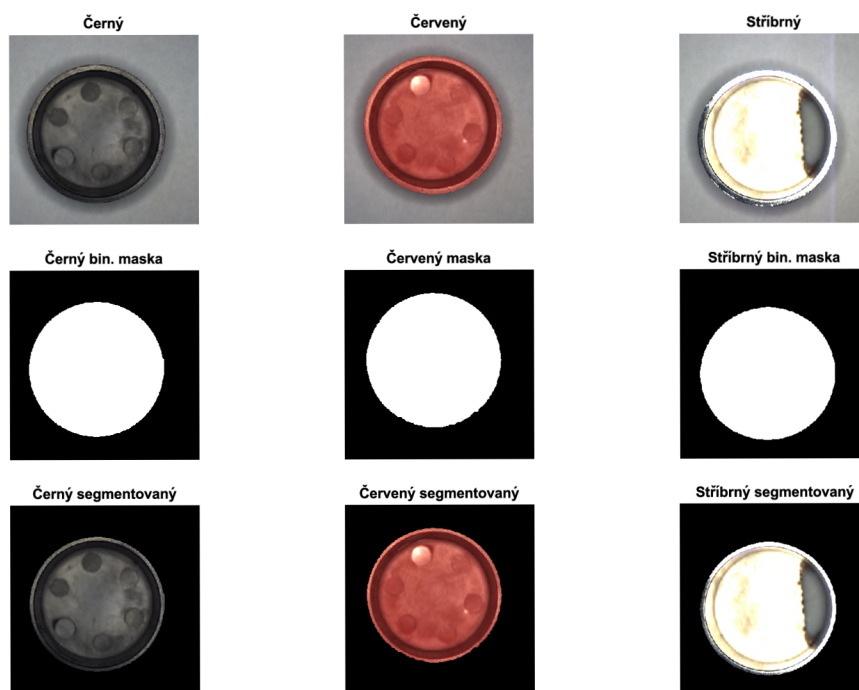 Černý
Červený
Stříbrný
Černý bin. maska
Červený maska
Stříbrný bin. maska
Černý segmentovaný
Červený segmentovaný
Stříbrný segmentovaný